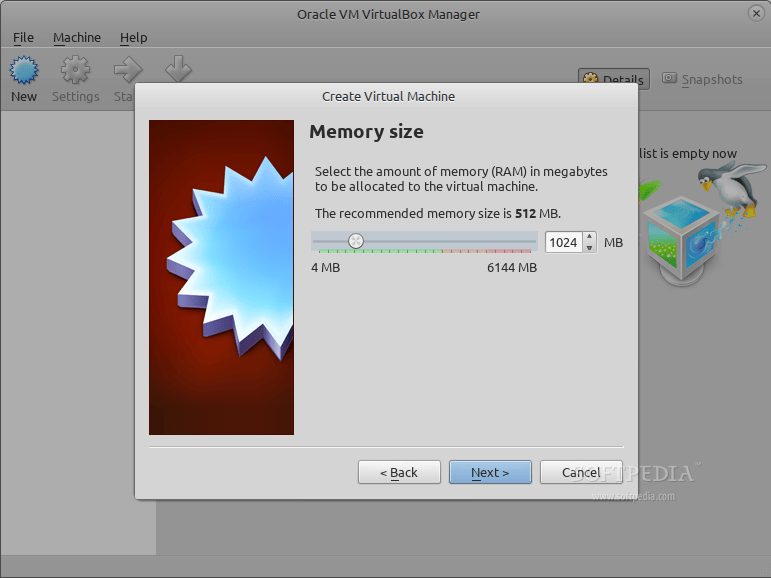 Oracle VM VirtualBox Manager
File Machine Help
New Settings Sta
Details Snapshots
Create Virtual Machine
Memory size
list is empty now
Select the amount of memory (RAM) in megabytes
to be allocated to the virtual machine.
The recommended memory size is 512 MB.
1024 MB
4 MB 6144 MB
< Back Next > Cancel
SOFTPEDIA
www.softpedia.com